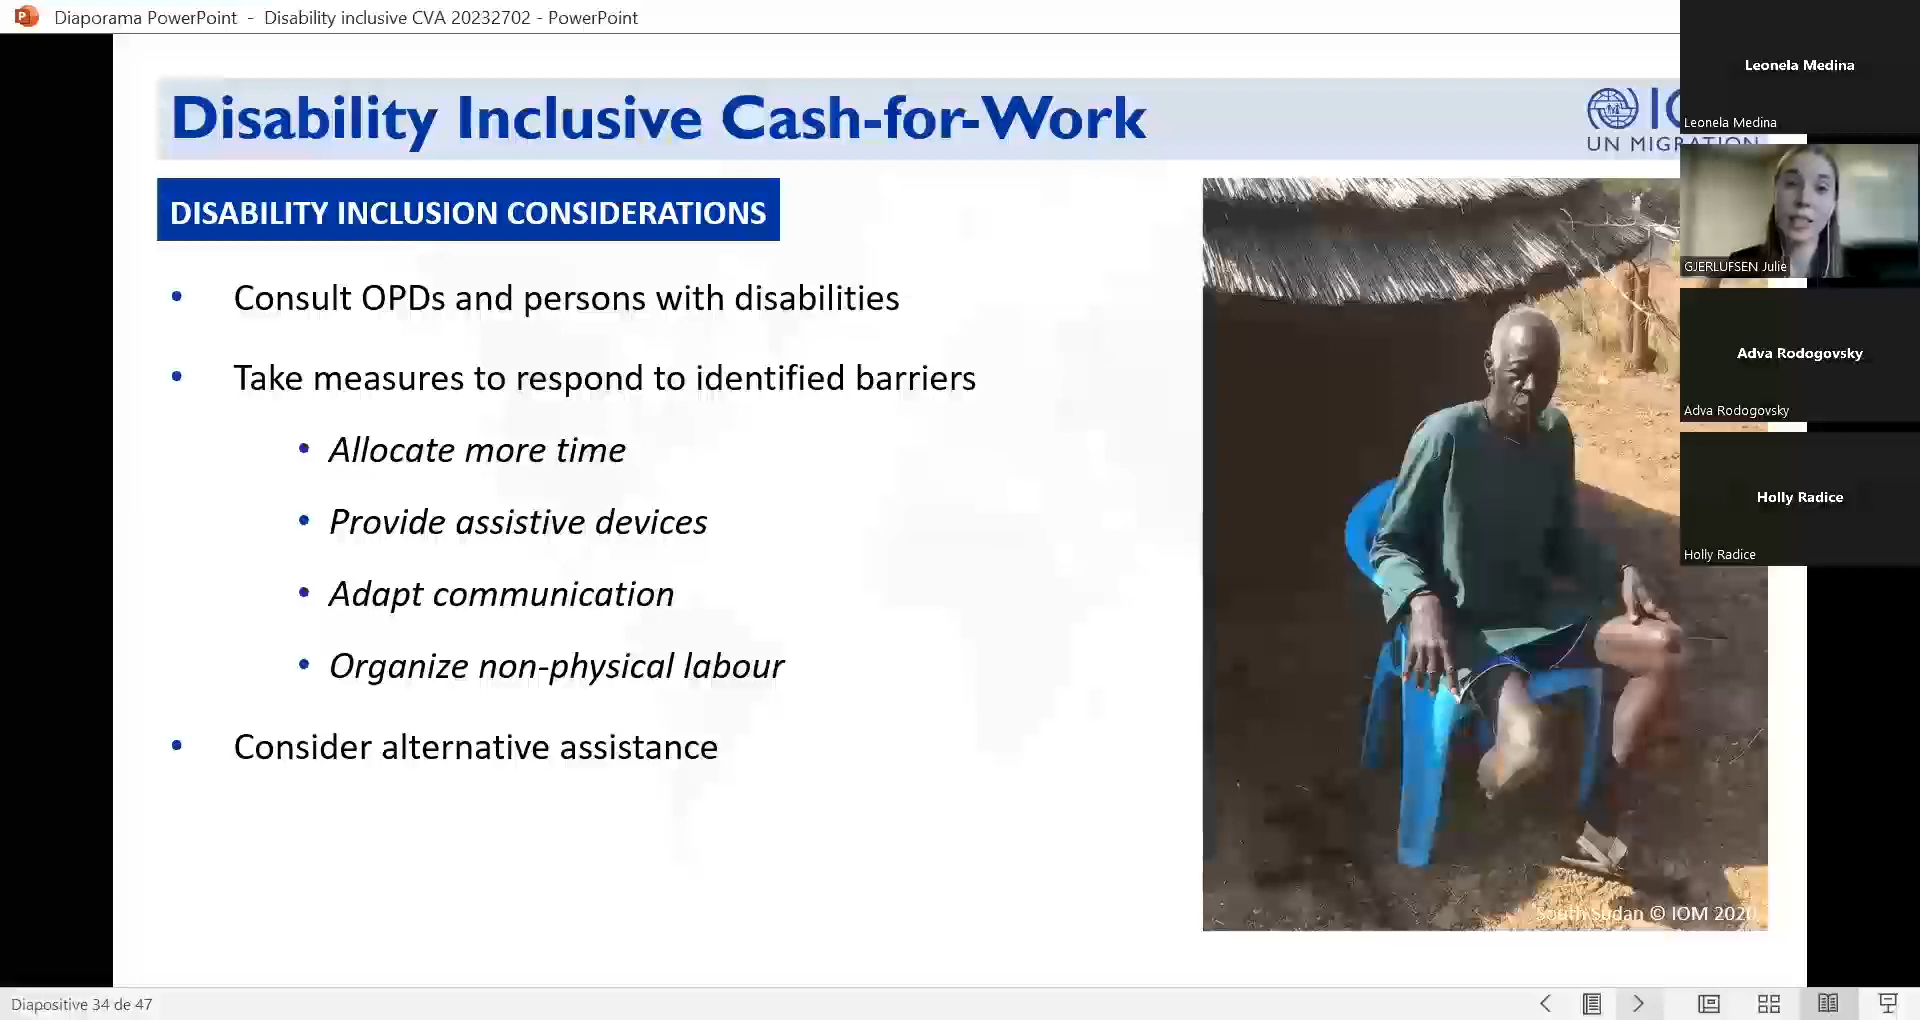 Diaporama PowerPoint - Disability inclusive CVA 20232702 - PowerPoint
Disability Inclusive Cash-for-Work
UN MIGRATION
DISABILITY INCLUSION CONSIDERATIONS
• Consult OPDs and persons with disabilities
• Take measures to respond to identified barriers
• Allocate more time
• Provide assistive devices
• Adapt communication
• Organize non-physical labour
• Consider alternative assistance
South Sudan © IOM 2020
Leonela Medina
Leonela Medina
GJERLUFSEN Julie
Adva Rodogovsky
Adva Rodogovsky
Holly Radice
Holly Radice
Diapositive 34 de 47